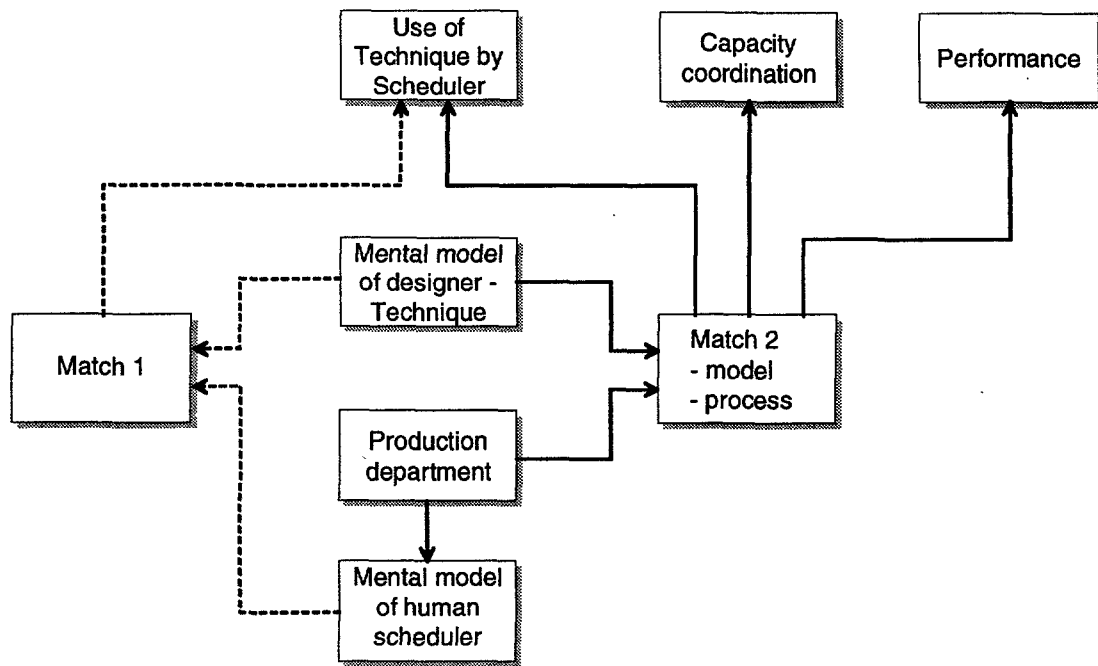 Use of
Technique by
Scheduler
Capacity
coordination
Performance
Mental model
of designer -
Technique
Match 1
Match 2
- model
- process
Production
department
Mental model
of human
scheduler